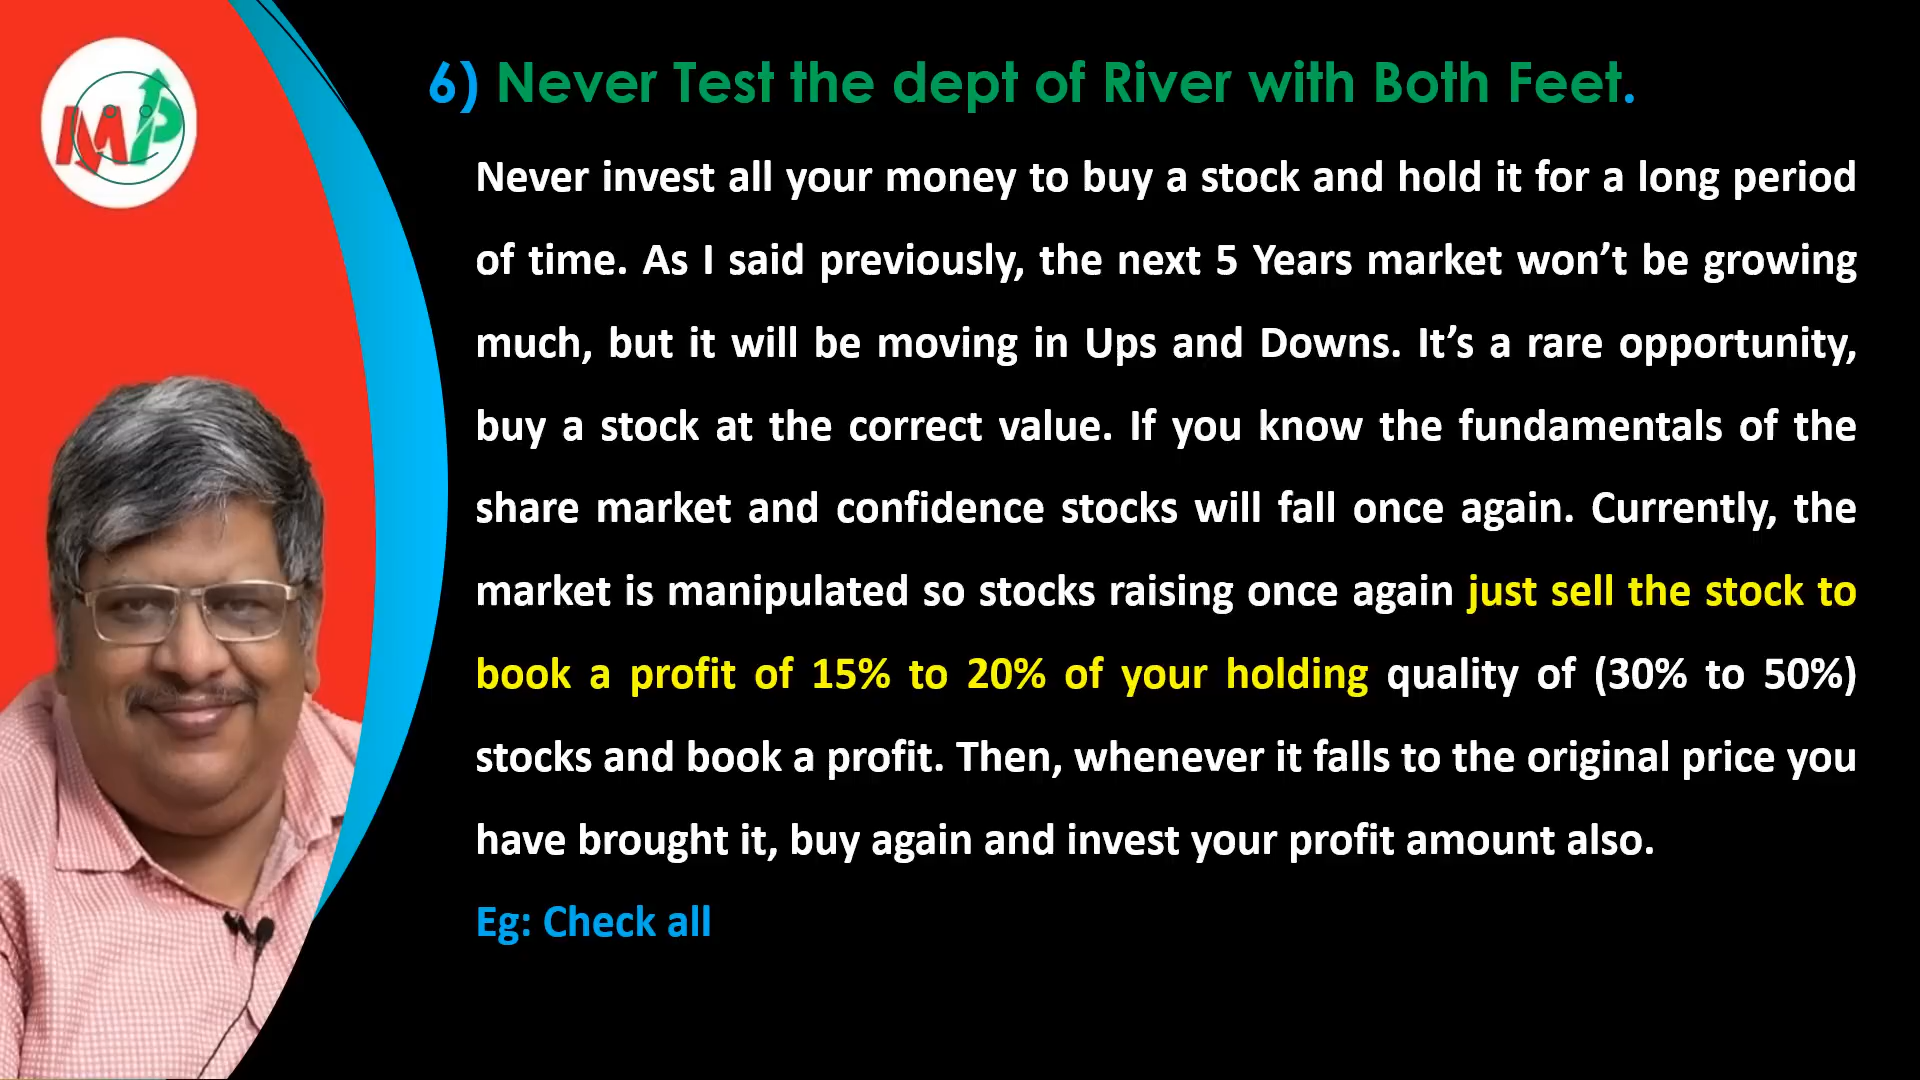 MP
6) Never Test the dept of River with Both Feet.
Never invest all your money to buy a stock and hold it for a long period
of time. As I said previously, the next 5 Years market won’t be growing
much, but it will be moving in Ups and Downs. It’s a rare opportunity,
buy a stock at the correct value. If you know the fundamentals of the
share market and confidence stocks will fall once again. Currently, the
market is manipulated so stocks raising once again just sell the stock to
book a profit of 15% to 20% of your holding quality of (30% to 50%)
stocks and book a profit. Then, whenever it falls to the original price you
have brought it, buy again and invest your profit amount also.
Eg: Check all